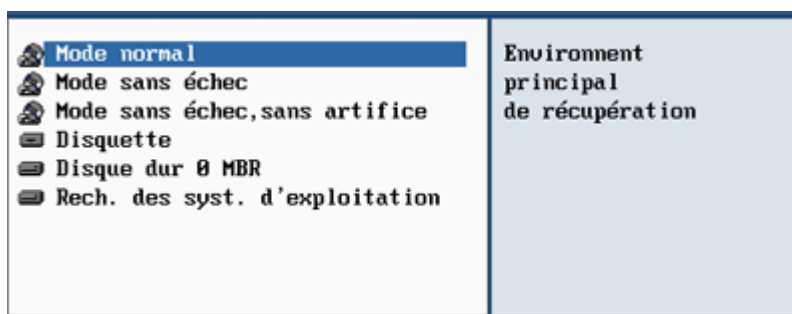 Mode normal
Mode sans échec
Mode sans échec,sans artifice
Disquette
Disque dur 0 MBR
Rech. des syst. d'exploitation
Environnent
principal
de récupération